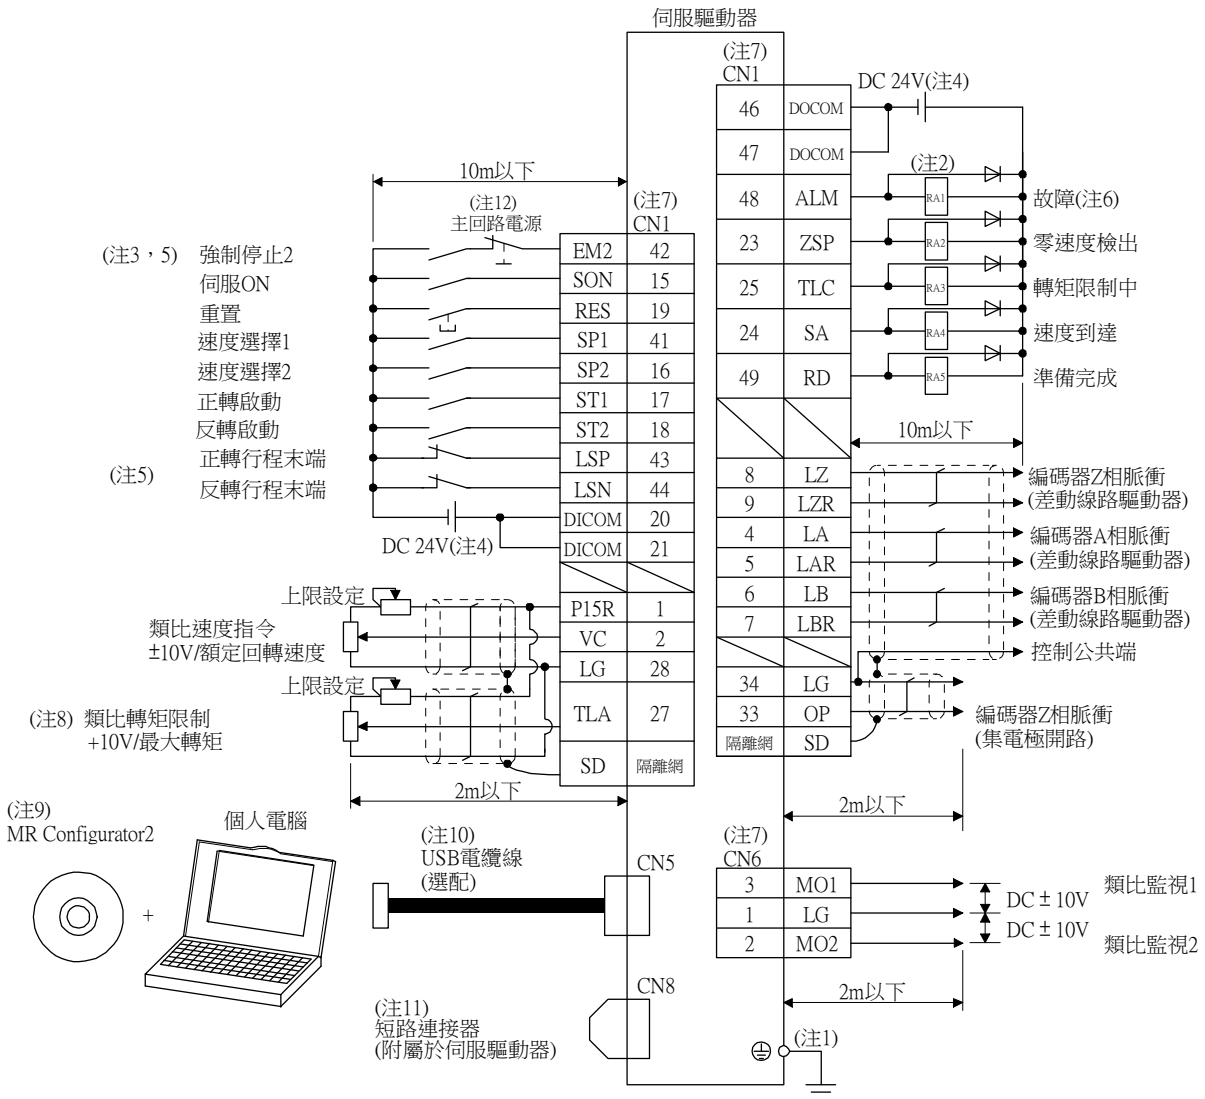 伺服驅動器
(注7)
CN1
DC 24V(注4)
46 DOCOM
47 DOCOM
(注2)
48 ALM RA1 故障(注6)
23 ZSP RA2 零速度檢出
25 TLC RA3 轉矩限制中
24 SA RA4 速度到達
49 RD RA5 準備完成
10m以下
8 LZ 編碼器Z相脈衝
9 LZR (差動線路驅動器)
4 LA 編碼器A相脈衝
5 LAR (差動線路驅動器)
6 LB 編碼器B相脈衝
7 LBR (差動線路驅動器)
控制公共端
34 LG
33 OP 編碼器Z相脈衝
(集電極開路)
隔離網 SD
2m以下
10m以下
(注12)
主回路電源
(注7)
CN1
(注3，5) 強制停止2 EM2 42
伺服ON SON 15
重置 RES 19
速度選擇1 SP1 41
速度選擇2 SP2 16
正轉啟動 ST1 17
反轉啟動 ST2 18
正轉行程末端 LSP 43
(注5)
反轉行程末端 LSN 44
DICOM 20
DC 24V(注4) DICOM 21
上限設定
P15R 1
類比速度指令
±10V/額定回轉速度
VC 2
LG 28
上限設定
(注8) 類比轉矩限制
+10V/最大轉矩
TLA 27
SD 隔離網
2m以下
(注9)
MR Configurator2
個人電腦
+
(注10)
USB電纜線
(選配)
CN5
(注7)
CN6
3 MO1 類比監視1
DC ± 10V
1 LG
DC ± 10V
2 MO2 類比監視2
2m以下
CN8
(注11)
短路連接器
(附屬於伺服驅動器)
(注1)